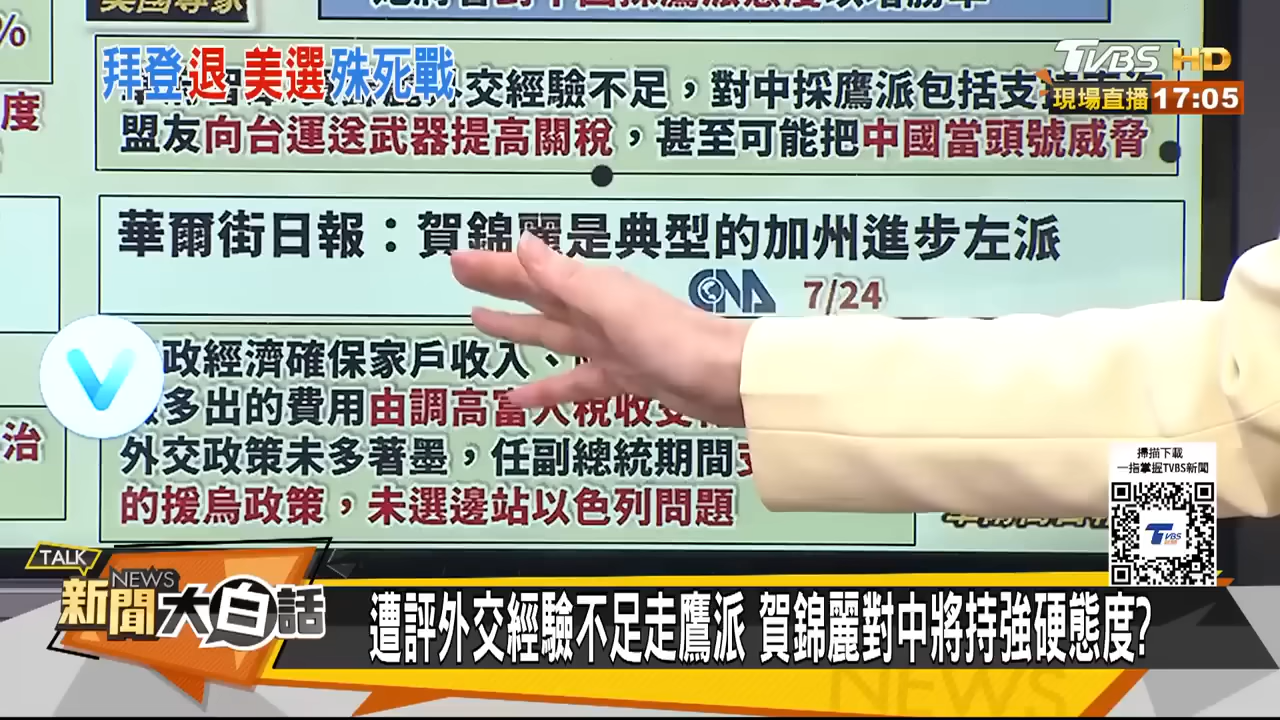 美國專家
%
度
拜登退 美選殊死戰
交經驗不足,對中採鷹派包括支
盟友向台運送武器提高關稅,甚至可能把中國當頭號威脅
TVBS HD
現場直播 17:05
華爾街日報:賀錦麗是典型的加州進步左派
CNA 7/24
政經濟確保家戶收入、
多出的費用由調高富人稅收
外交政策未多著墨,任副總統期間
的援烏政策,未選邊站以色列問題
治
掃描下載
一指掌握TVBS新聞
TVBS
TALK
NEWS
新聞大白話
遭評外交經驗不足走鷹派 賀錦麗對中將持強硬態度?
NEWS